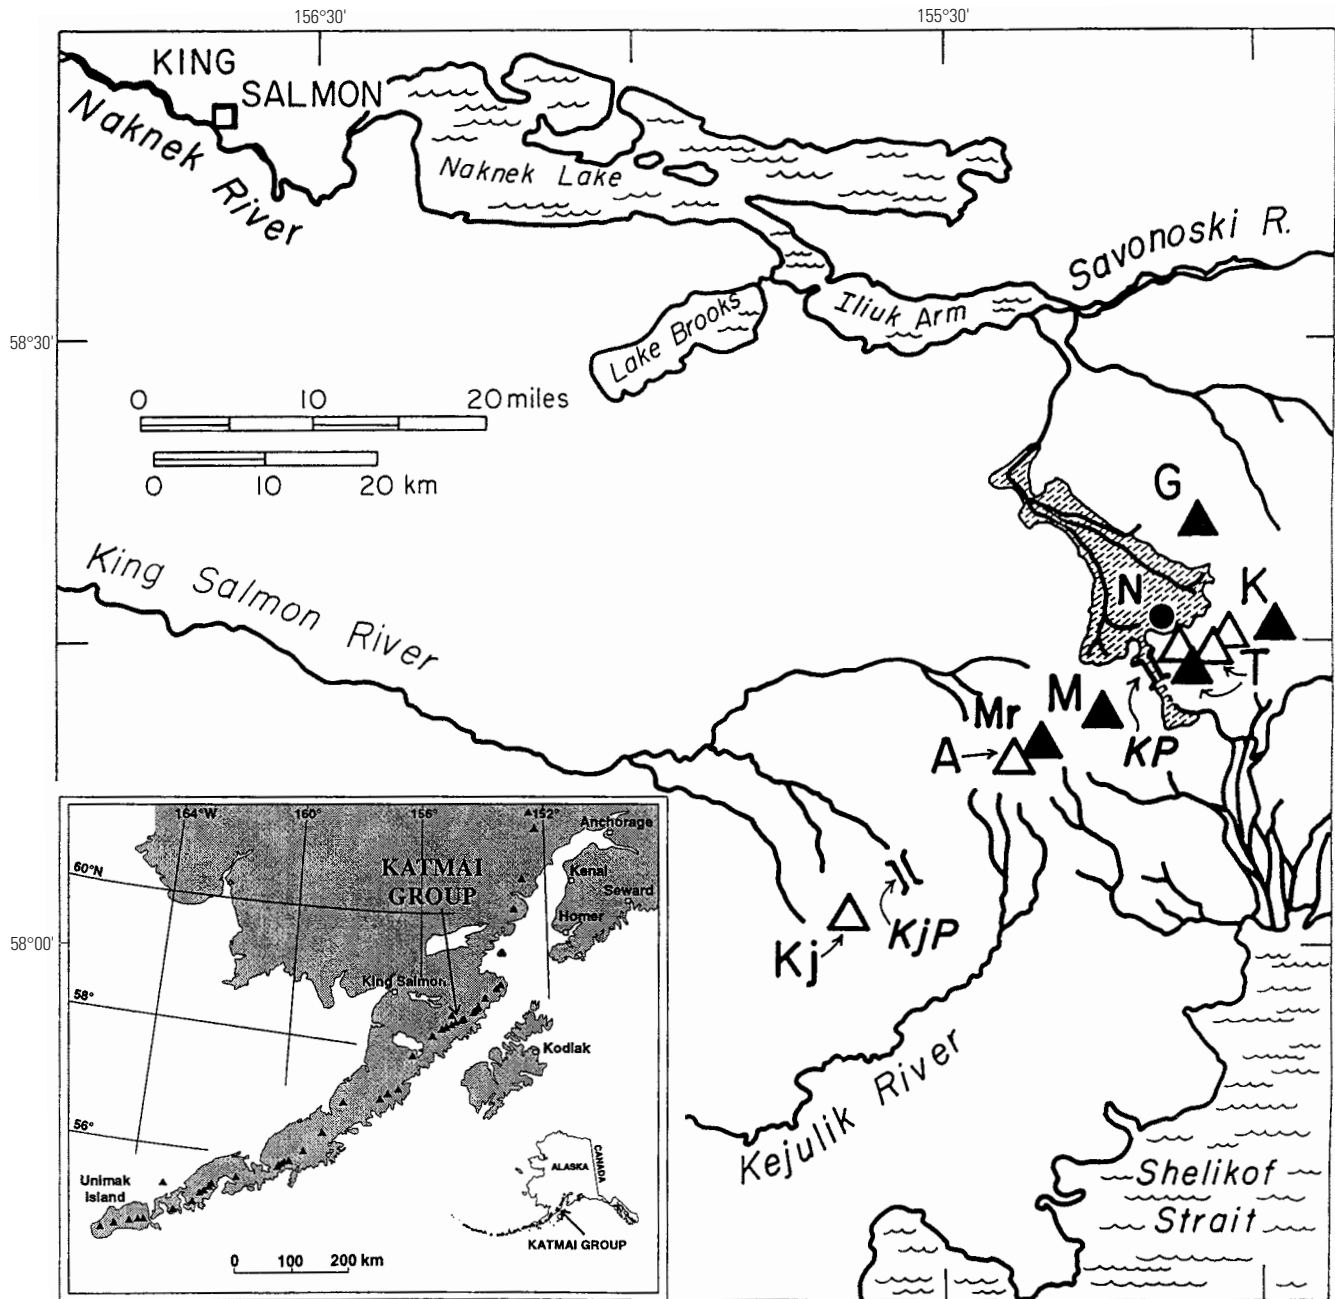 156°30'
155°30'
KING
SALMON
Naknek River
Naknek Lake
Savonoski R.
Iliuk Arm
Lake Brooks
58°30'
0 10 20 miles
0 10 20 km
G
King Salmon River
N
K
T
M
Mr
A
KP
Kj
KjP
58°00'
Kejulik River
Shelikof
Strait
164°W
160°
156°
152°
Anchorage
60°N
KATMAI
GROUP
Kenai
Seward
Homer
King Salmon
58°
Kodiak
56°
Unimak
Island
ALASKA
CANADA
KATMAI GROUP
0 100 200 km